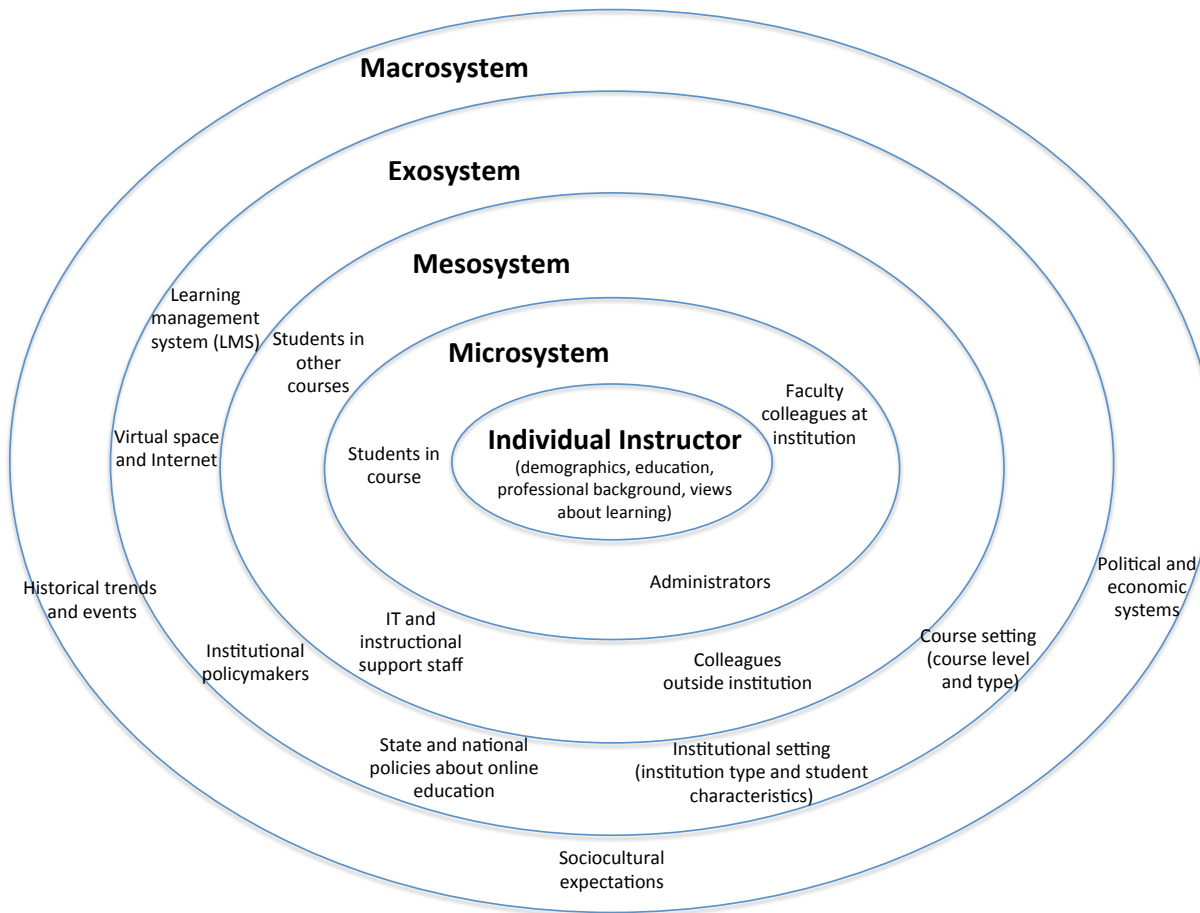 Macrosystem
Exosystem
Mesosystem
Learning
management
system (LMS)
Students in
other
courses
Microsystem
Faculty
colleagues at
institution
Virtual space
and Internet
Students in
course
Individual Instructor
(demographics, education,
professional background, views
about learning)
Historical trends
and events
Administrators
Political and
economic
systems
IT and
instructional
support staff
Institutional
policymakers
Colleagues
outside institution
Course setting
(course level
and type)
State and national
policies about online
education
Institutional setting
(institution type and student
characteristics)
Sociocultural
expectations